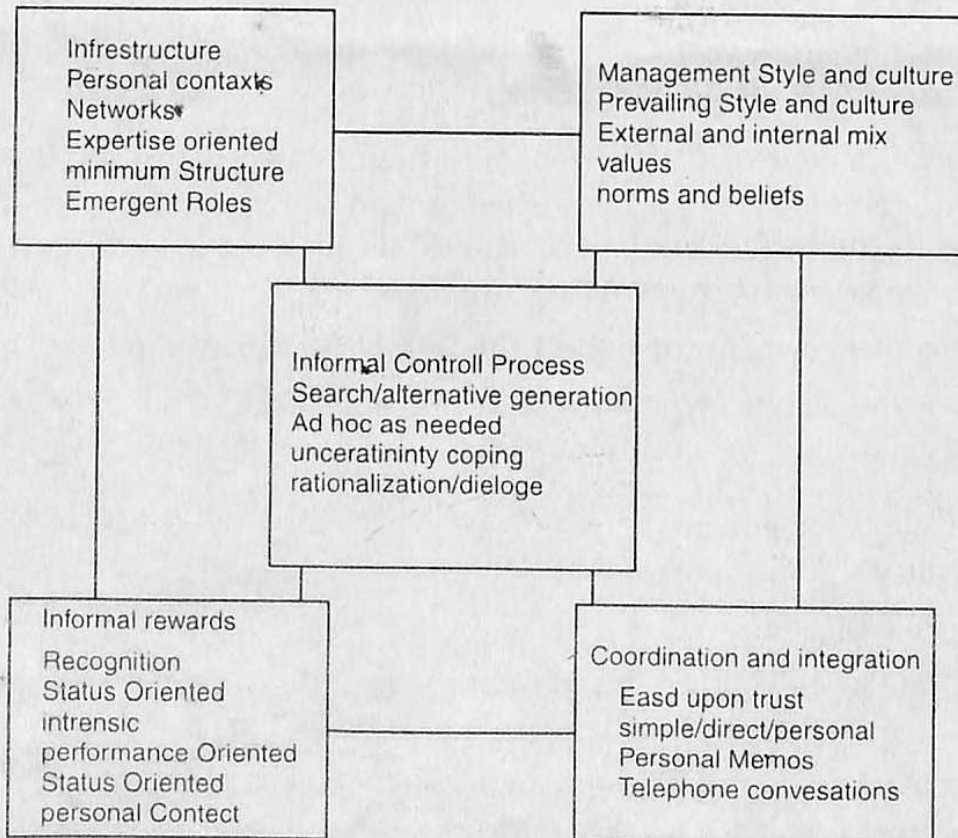 Infrestructure
Personal contaxts
Networks
Expertise oriented
minimum Structure
Emergent Roles
Management Style and culture
Prevailing Style and culture
External and internal mix
values
norms and beliefs
Informal Controll Process
Search/alternative generation
Ad hoc as needed
unceratininty coping
rationalization/dieloge
Informal rewards
Recognition
Status Oriented
intrensic
performance Oriented
Status Oriented
personal Contect
Coordination and integration
Easd upon trust
simple/direct/personal
Personal Memos
Telephone convesations